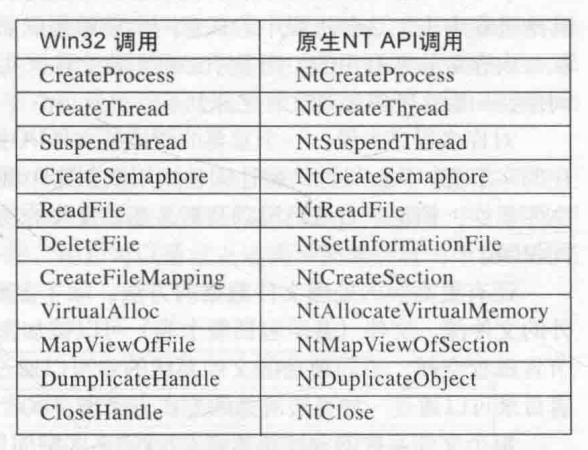 Win32 调用 原生NT API调用
CreateProcess NtCreateProcess
CreateThread NtCreateThread
SuspendThread NtSuspendThread
CreateSemaphore NtCreateSemaphore
ReadFile NtReadFile
DeleteFile NtSetInformationFile
CreateFileMapping NtCreateSection
VirtualAlloc NtAllocateVirtualMemory
MapViewOfFile NtMapViewOfSection
DumplicateHandle NtDuplicateObject
CloseHandle NtClose